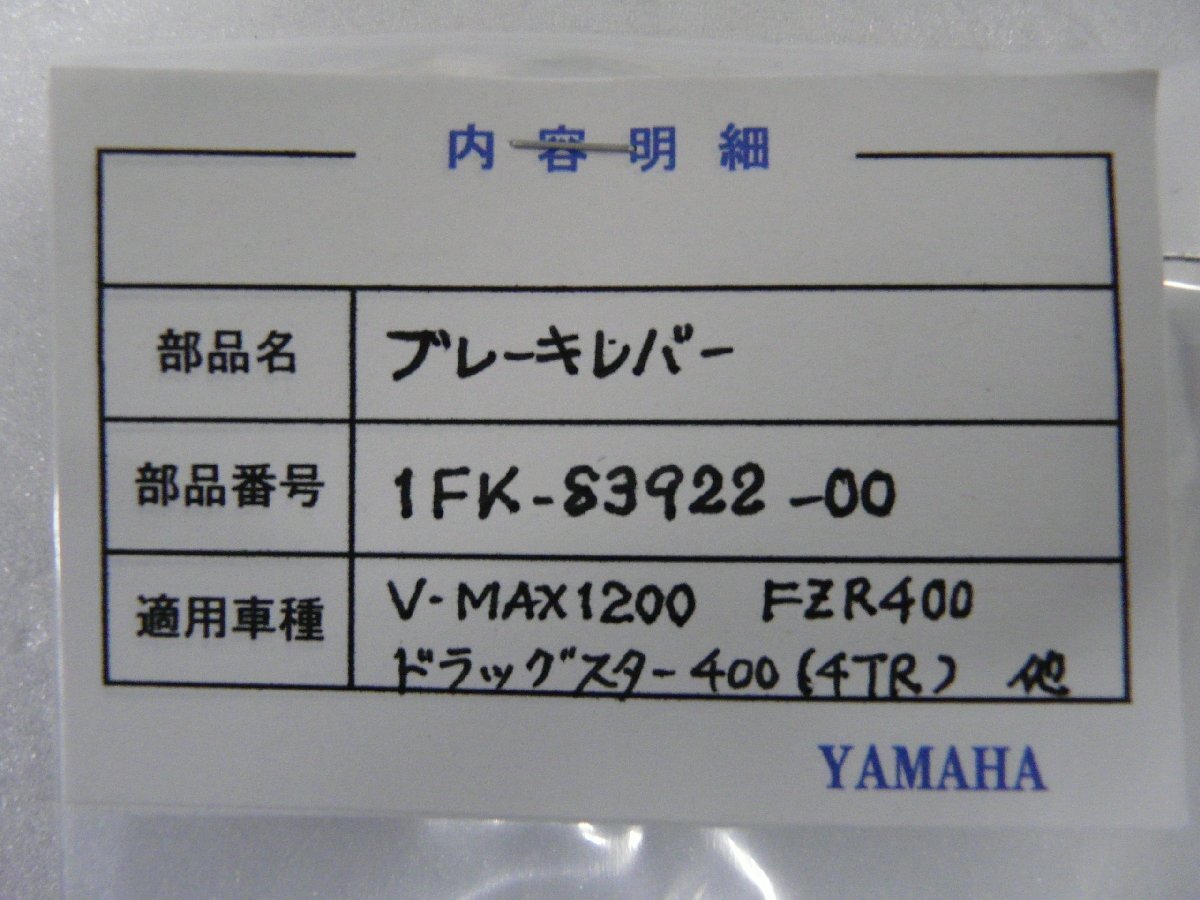 内容明細
部品名 ブレーキレバー
部品番号 1FK-83922-00
適用車種 V-MAX1200 FZR400
ドラッグスター400(4TR) 他
YAMAHA